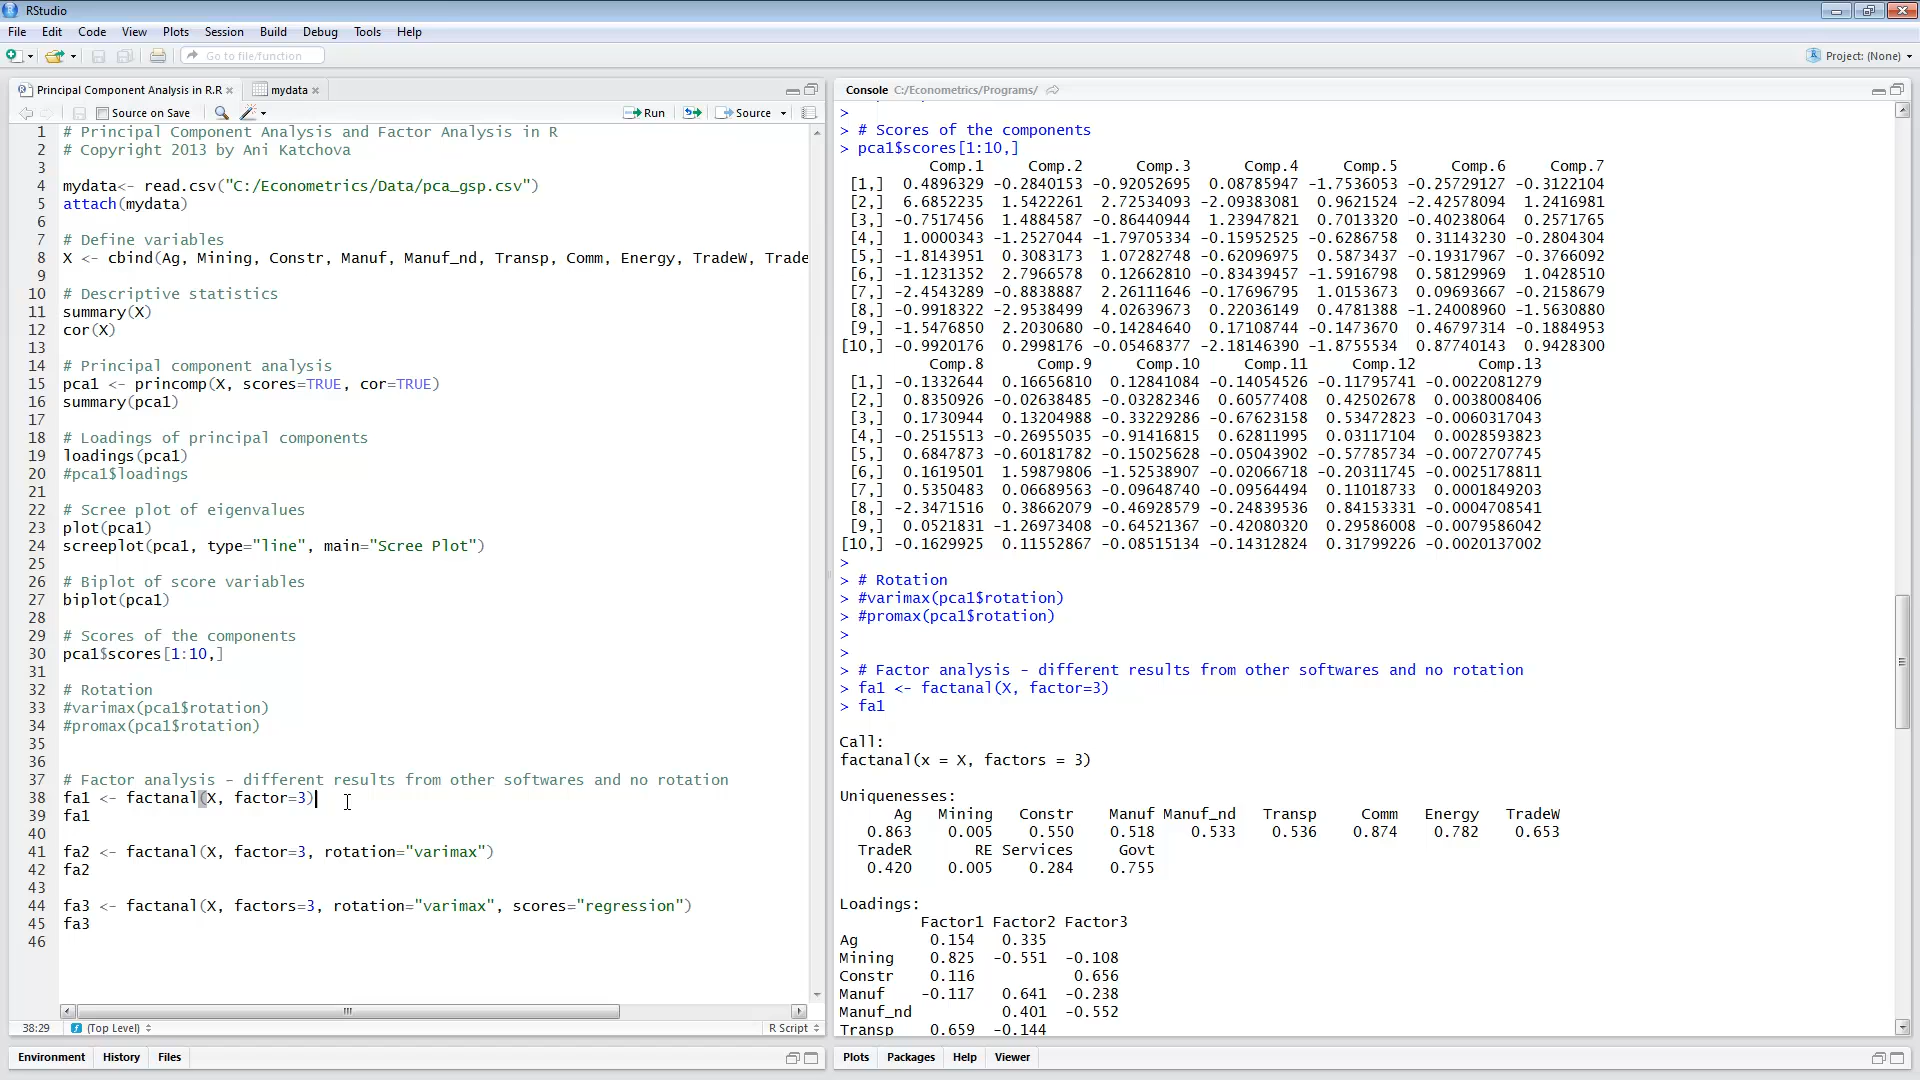 RStudio
File Edit Code View Plots Session Build Debug Tools Help
Go to file/function
Project: (None)
Principal Component Analysis in R.R
mydata
Source on Save
Run
Source
1 # Principal Component Analysis and Factor Analysis in R
2 # Copyright 2013 by Ani Katchova
3
4 mydata<- read.csv("C:/Econometrics/Data/pca_gsp.csv")
5 attach(mydata)
6
7 # Define variables
8 X <- cbind(Ag, Mining, Constr, Manuf, Manuf_nd, Transp, Comm, Energy, TradeW, Trade
9
10 # Descriptive statistics
11 summary(X)
12 cor(X)
13
14 # Principal component analysis
15 pca1 <- princomp(X, scores=TRUE, cor=TRUE)
16 summary(pca1)
17
18 # Loadings of principal components
19 loadings(pca1)
20 #pca1$loadings
21
22 # Scree plot of eigenvalues
23 plot(pca1)
24 screeplot(pca1, type="line", main="Scree Plot")
25
26 # Biplot of score variables
27 biplot(pca1)
28
29 # Scores of the components
30 pca1$scores[1:10,]
31
32 # Rotation
33 #varimax(pca1$rotation)
34 #promax(pca1$rotation)
35
36
37 # Factor analysis - different results from other softwares and no rotation
38 fa1 <- factanal(X, factor=3)
39 fa1
40
41 fa2 <- factanal(X, factor=3, rotation="varimax")
42 fa2
43
44 fa3 <- factanal(X, factors=3, rotation="varimax", scores="regression")
45 fa3
46
38:29 (Top Level) R Script
Environment History Files
Console C:/Econometrics/Programs/
>
> # Scores of the components
> pca1$scores[1:10,]
Comp.1 Comp.2 Comp.3 Comp.4 Comp.5 Comp.6 Comp.7
[1,] 0.4896329 -0.2840153 -0.92052695 0.08785947 -1.7536053 -0.25729127 -0.3122104
[2,] 6.6852235 1.5422261 2.72534093 -2.09383081 0.9621524 -2.42578094 1.2416981
[3,] -0.7517456 1.4884587 -0.86440944 1.23947821 0.7013320 -0.40238064 0.2571765
[4,] 1.0000343 -1.2527044 -1.79705334 -0.15952525 -0.6286758 0.31143230 -0.2804304
[5,] -1.8143951 0.3083173 1.07282748 -0.62096975 0.5873437 -0.19317967 -0.3766092
[6,] -1.1231352 2.7966578 0.12662810 -0.83439457 -1.5916798 0.58129969 1.0428510
[7,] -2.4543289 -0.8838887 2.26111646 -0.17696795 1.0153673 0.09693667 -0.2158679
[8,] -0.9918322 -2.9538499 4.02639673 0.22036149 0.4781388 -1.24008960 -1.5630880
[9,] -1.5476850 2.2030680 -0.14284640 0.17108744 -0.1473670 0.46797314 -0.1884953
[10,] -0.9920176 0.2998176 -0.05468377 -2.18146390 -1.8755534 0.87740143 0.9428300
Comp.8 Comp.9 Comp.10 Comp.11 Comp.12 Comp.13
[1,] -0.1332644 0.16656810 0.12841084 -0.14054526 -0.11795741 -0.0022081279
[2,] 0.8350926 -0.02638485 -0.03282346 0.60577408 0.42502678 0.0038008406
[3,] 0.1730944 0.13204988 -0.33229286 -0.67623158 0.53472823 -0.0060317043
[4,] -0.2515513 -0.26955035 -0.91416815 0.62811995 0.03117104 0.0028593823
[5,] 0.6847873 -0.60181782 -0.15025628 -0.05043902 -0.57785734 -0.0072707745
[6,] 0.1619501 1.59879806 -1.52538907 -0.02066718 -0.20311745 -0.0025178811
[7,] 0.5350483 0.06689563 -0.09648740 -0.09564494 0.11018733 0.0001849203
[8,] -2.3471516 0.38662079 -0.46928579 -0.24839536 0.84153331 -0.0004708541
[9,] 0.0521831 -1.26973408 -0.64521367 -0.42080320 0.29586008 -0.0079586042
[10,] -0.1629925 0.11552867 -0.08515134 -0.14312824 0.31799226 -0.0020137002
>
> # Rotation
> #varimax(pca1$rotation)
> #promax(pca1$rotation)
>
>
> # Factor analysis - different results from other softwares and no rotation
> fa1 <- factanal(X, factor=3)
> fa1
Call:
factanal(x = X, factors = 3)
Uniquenesses:
Ag Mining Constr Manuf Manuf_nd Transp Comm Energy TradeW
0.863 0.005 0.550 0.518 0.533 0.536 0.874 0.782 0.653
TradeR RE Services Govt
0.420 0.005 0.284 0.755
Loadings:
Factor1 Factor2 Factor3
Ag 0.154 0.335
Mining 0.825 -0.551 -0.108
Constr 0.116 0.656
Manuf -0.117 0.641 -0.238
Manuf_nd 0.401 -0.552
Transp 0.659 -0.144
Plots Packages Help Viewer